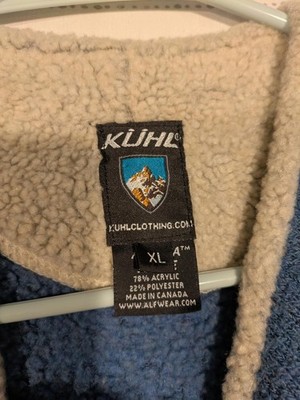 KÜHL
KUHLCLOTHING.COM
XL
78% ACRYLIC
22% POLYESTER
MADE IN CANADA
WWW.ALFWEAR.COM